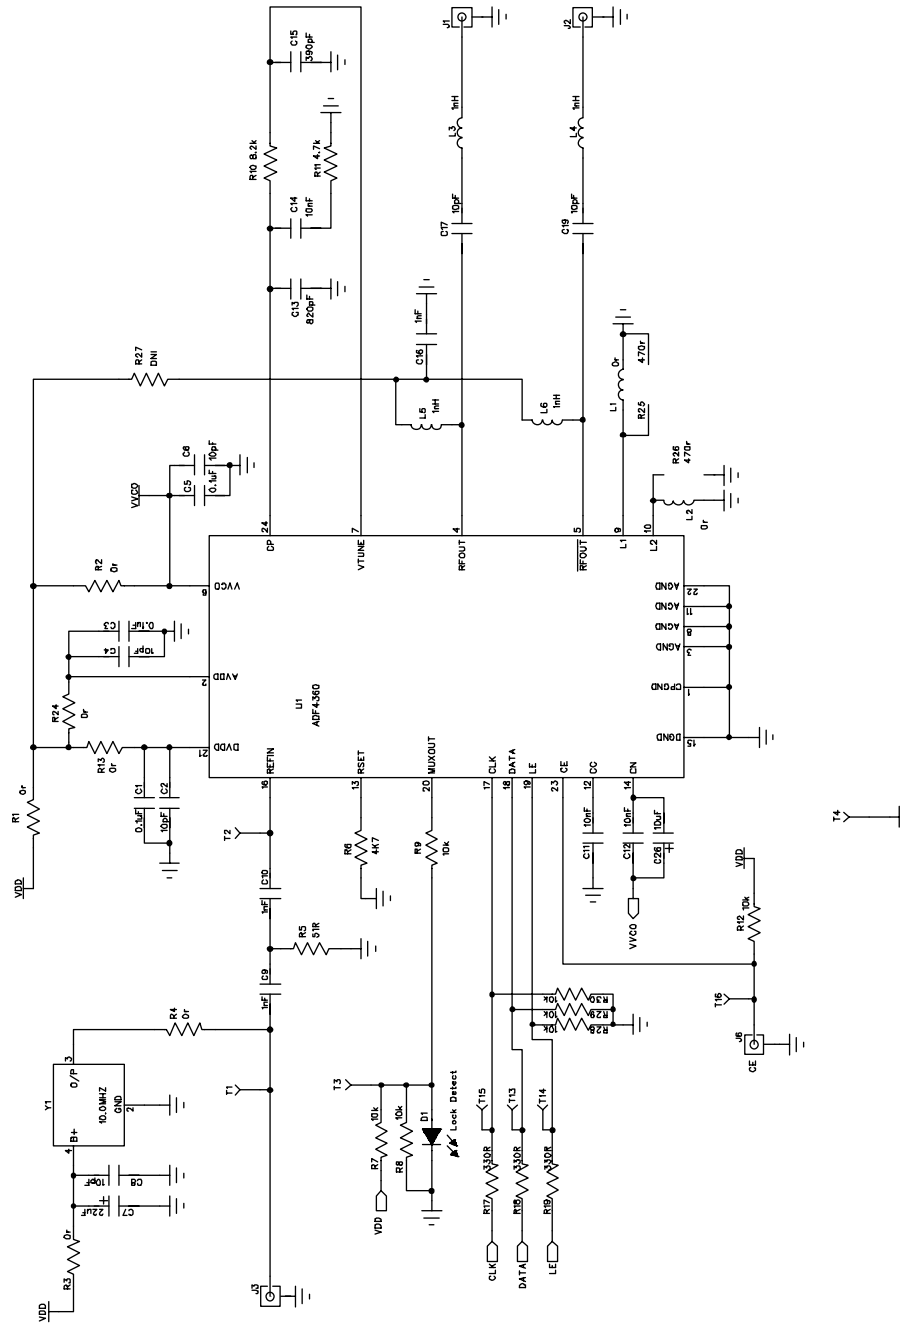 J1
J2
C15
390pF
1nH
L3
1nH
L4
R10 8.2k
R11 4.7k
C14
10nF
10pF
C17
10pF
C19
C13
820pF
1nF
C16
R27
DNI
L5
1nH
L6
1nH
0r
470r
L1
R25
R26
470r
L2
0r
VVCO
C6
10pF
C5
0.1uF
24
7
4
5
9
10
CP
VTUNE
RFOUT
RFOUT
L1
L2
R2
0r
6
VVCO
AGND
22
AGND
11
AGND
8
AGND
3
CPGND
1
DGND
15
C3
0.1uF
C4
10pF
2
AVDD
U1
ADF4360
R24
0r
R13
0r
21
DVDD
REFIN
RSET
MUXOUT
CLK
DATA
LE
CE
CC
CN
16
13
20
17
18
19
23
12
14
R1
0r
C1
0.1uF
C2
10pF
VDD
T2
R6
4K7
R9
10k
10nF
C11
10nF
C12
10uF
C26
T4
C10
1nF
R5
51R
VVCO
VDD
R12 10k
C9
1nF
10k
R30
10k
R29
10k
R28
T16
R4
0r
J6
CE
Y1
3
O/P
10.0MHZ
GND
2
B+
4
T1
T3
R7
10k
R8
10k
D1
Lock Detect
T15
T13
T14
10pF
C8
22uF
C7
VDD
R17
330R
R18
330R
R19
330R
R3
0r
VDD
J3
CLK
DATA
LE